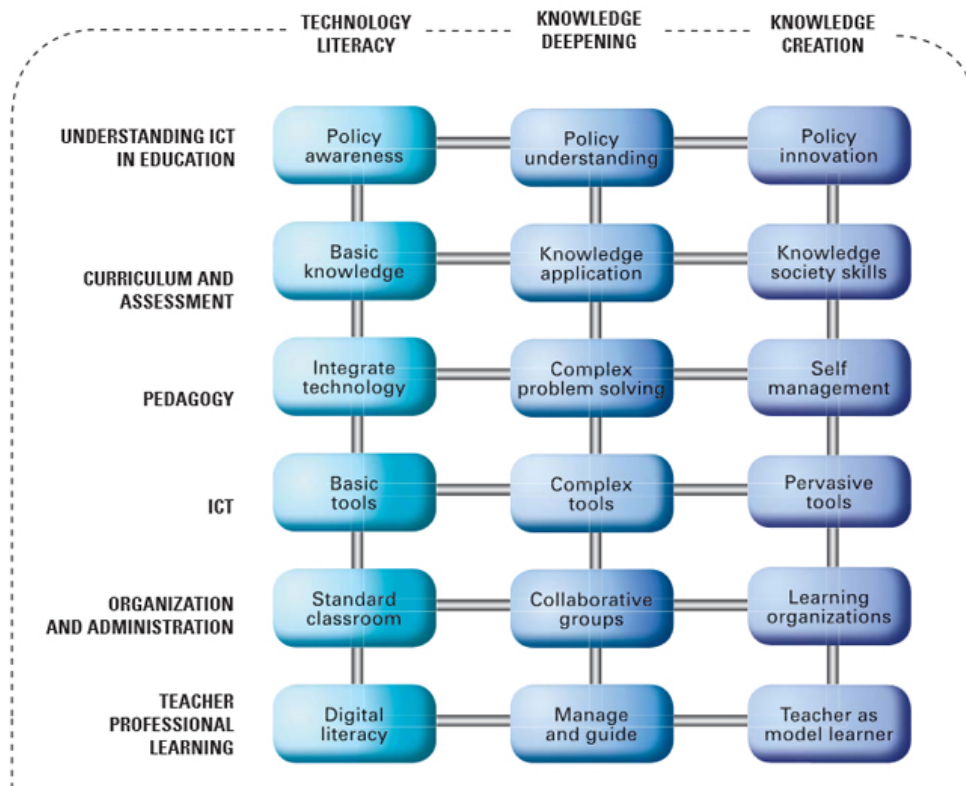 TECHNOLOGY
LITERACY
KNOWLEDGE
DEEPENING
KNOWLEDGE
CREATION
UNDERSTANDING ICT
IN EDUCATION
Policy
awareness
Policy
understanding
Policy
innovation
CURRICULUM AND
ASSESSMENT
Basic
knowledge
Knowledge
application
Knowledge
society skills
PEDAGOGY
Integrate
technology
Complex
problem solving
Self
management
ICT
Basic
tools
Complex
tools
Pervasive
tools
ORGANIZATION
AND ADMINISTRATION
Standard
classroom
Collaborative
groups
Learning
organizations
TEACHER
PROFESSIONAL
LEARNING
Digital
literacy
Manage
and guide
Teacher as
model learner